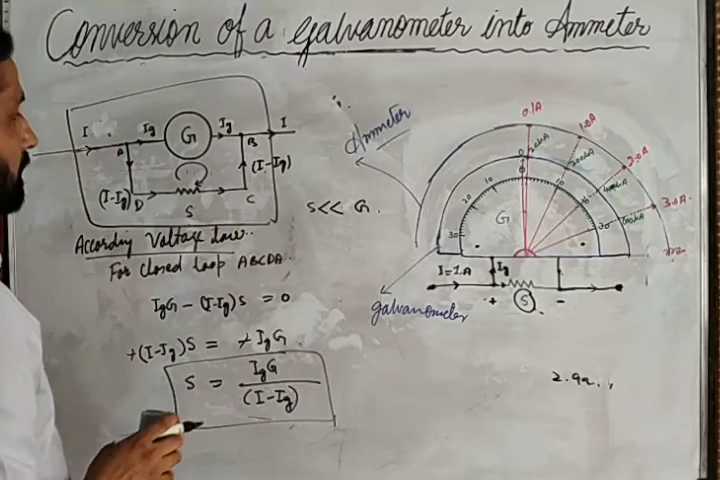 Conversion of a galvanometer into Ammeter
I
Ig
G
Ig
I
A
B
(I-Ig)
(I-Ig)
D
S
C
S << G.
According Voltage law..
For closed loop ABCDA
IgG - (I-Ig)S = 0
+(I-Ig)S = +IgG.
S = IgG
(I-Ig)
Ammeter
galvanometer
0.1A
1.0A
2.0A
3.0A
0
0
10
20
30
10
30
G
I=1A
Ig
+
S
-
2.9a..